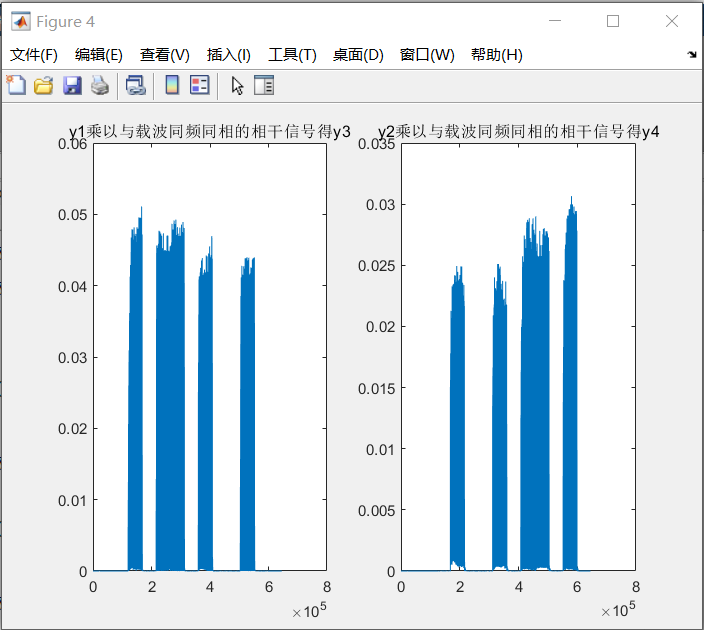 Figure 4
文件(F) 编辑(E) 查看(V) 插入(I) 工具(T) 桌面(D) 窗口(W) 帮助(H)
y1乘以与载波同频同相的相干信号得y3
0.06
0.05
0.04
0.03
0.02
0.01
0
0 2 4 6 8
×10⁵
y2乘以与载波同频同相的相干信号得y4
0.035
0.03
0.025
0.02
0.015
0.01
0.005
0
0 2 4 6 8
×10⁵